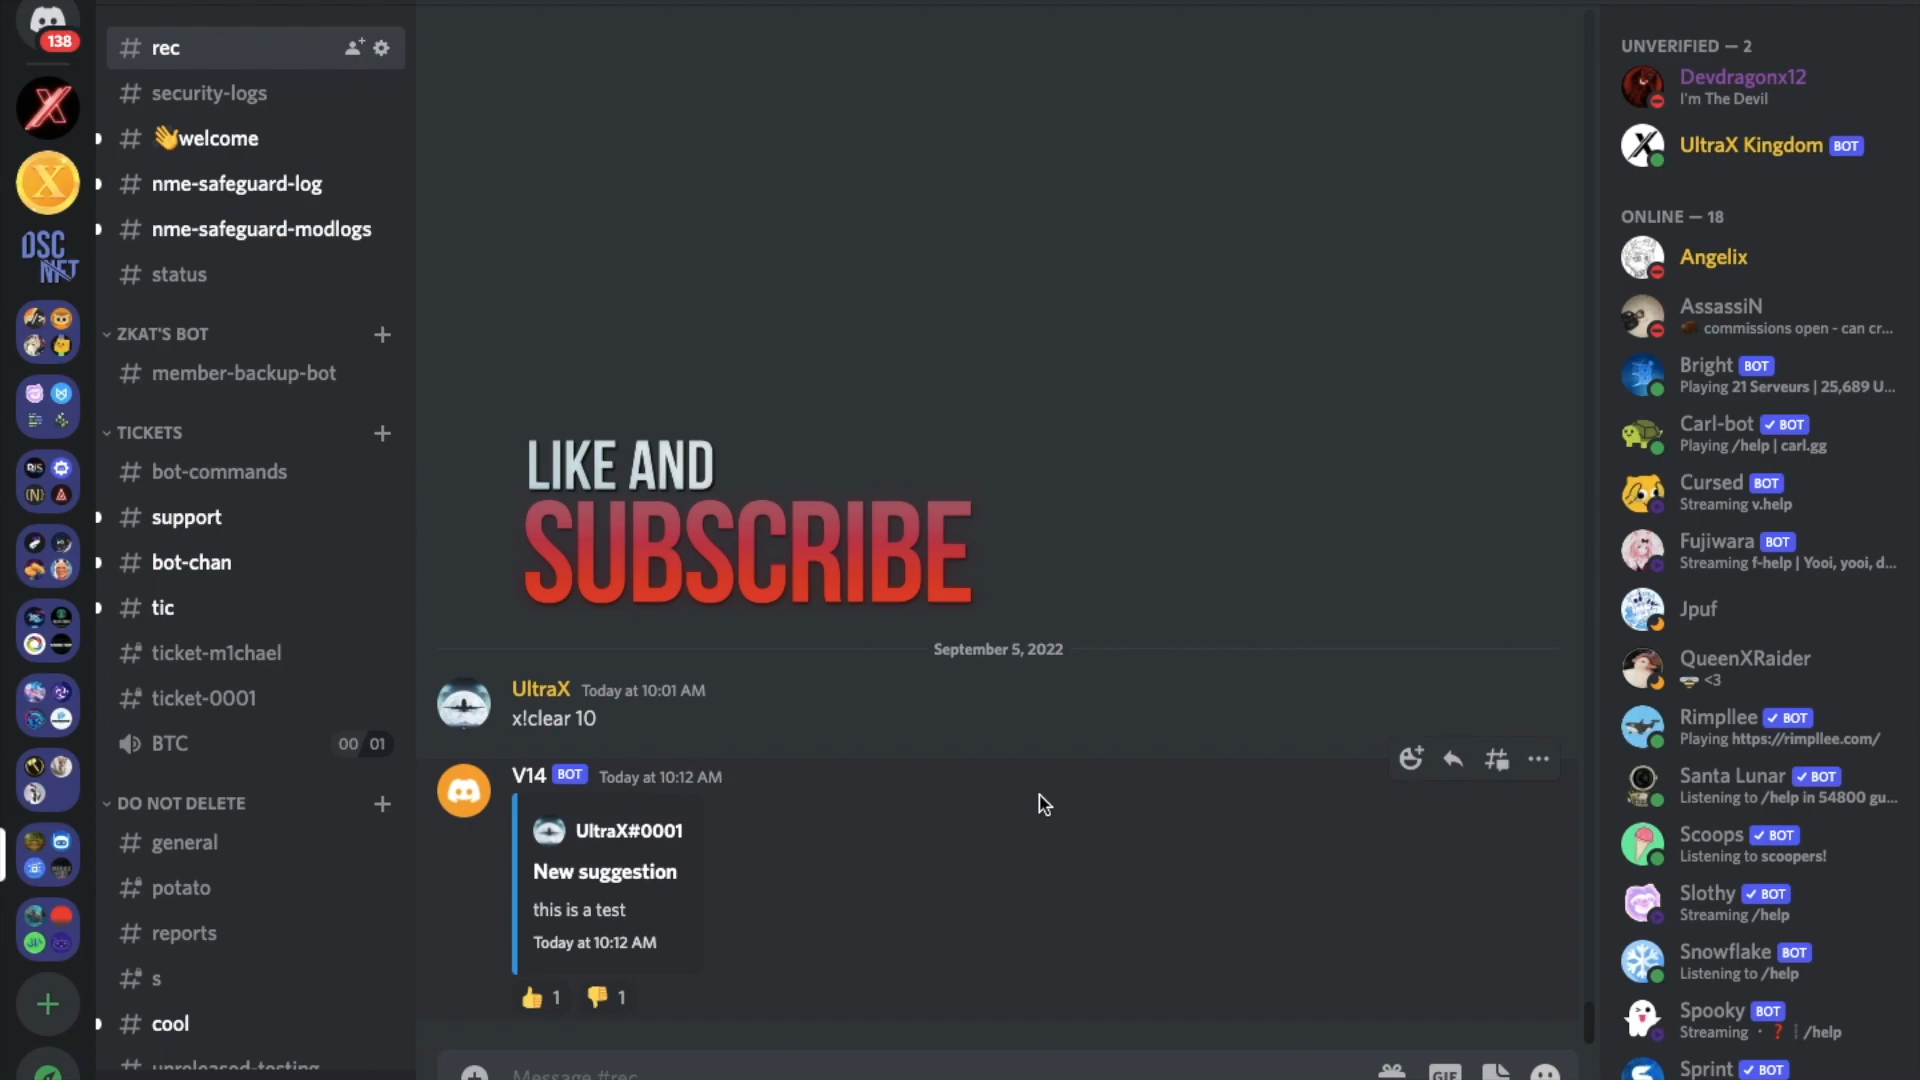 138
DSC
NFT
rec
security-logs
👋welcome
nme-safeguard-log
nme-safeguard-modlogs
status
ZKAT'S BOT
member-backup-bot
TICKETS
bot-commands
support
bot-chan
tic
ticket-m1chael
ticket-0001
BTC 00 01
DO NOT DELETE
general
potato
reports
s
cool
unreleased-testing
LIKE AND
SUBSCRIBE
September 5, 2022
UltraX Today at 10:01 AM
x!clear 10
V14 BOT Today at 10:12 AM
UltraX#0001
New suggestion
this is a test
Today at 10:12 AM
👍 1 👎 1
Message #rec
GIF
UNVERIFIED — 2
Devdragonx12
I'm The Devil
UltraX Kingdom BOT
ONLINE — 18
Angelix
AssassiN
commissions open - can cr...
Bright BOT
Playing 21 Serveurs | 25,689 U...
Carl-bot ✓ BOT
Playing /help | carl.gg
Cursed BOT
Streaming v.help
Fujiwara BOT
Streaming f-help | Yooi, yooi, d...
Jpuf
QueenXRaider
<3
Rimpllee ✓ BOT
Playing https://rimpllee.com/
Santa Lunar ✓ BOT
Listening to /help in 54800 gu...
Scoops ✓ BOT
Listening to scoopers!
Slothy ✓ BOT
Streaming /help
Snowflake BOT
Listening to /help
Spooky BOT
Streaming · ❓ | /help
Sprint ✓ BOT